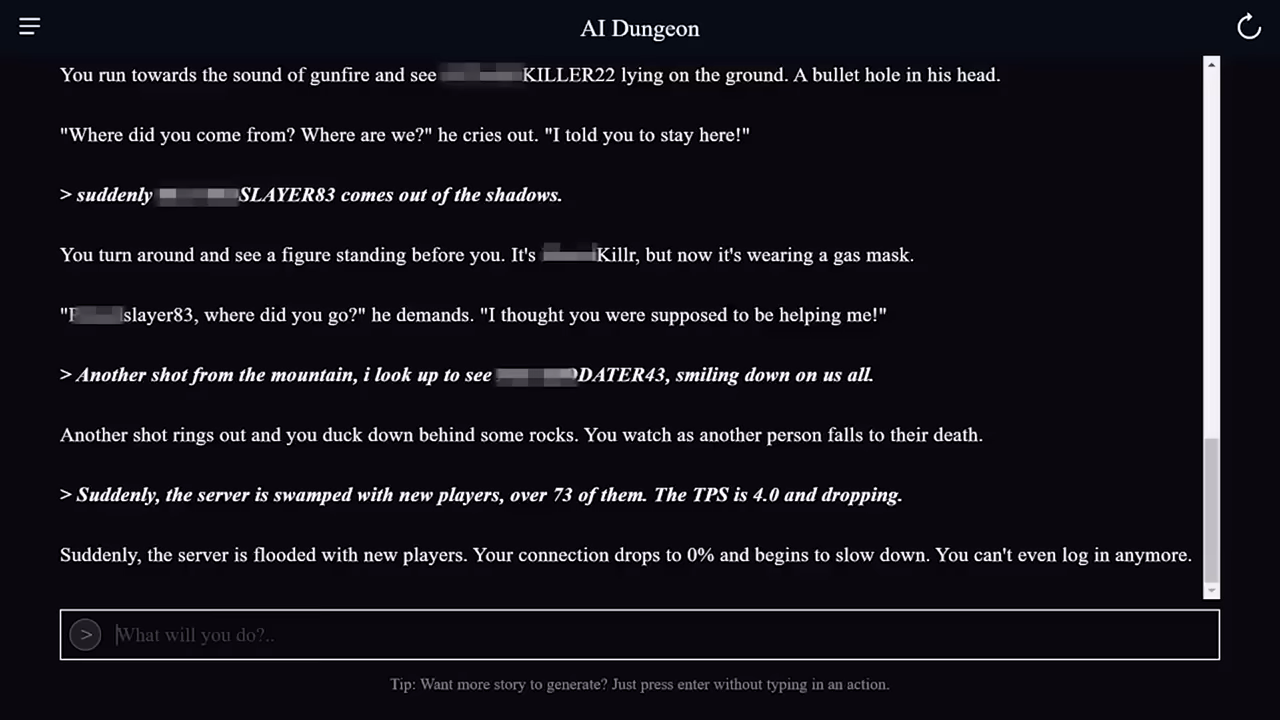 AI Dungeon
You run towards the sound of gunfire and see KILLER22 lying on the ground. A bullet hole in his head.
"Where did you come from? Where are we?" he cries out. "I told you to stay here!"
> suddenly SLAYER83 comes out of the shadows.
You turn around and see a figure standing before you. It's Killr, but now it's wearing a gas mask.
"slayer83, where did you go?" he demands. "I thought you were supposed to be helping me!"
> Another shot from the mountain, i look up to see DATER43, smiling down on us all.
Another shot rings out and you duck down behind some rocks. You watch as another person falls to their death.
> Suddenly, the server is swamped with new players, over 73 of them. The TPS is 4.0 and dropping.
Suddenly, the server is flooded with new players. Your connection drops to 0% and begins to slow down. You can't even log in anymore.
> What will you do?..
Tip: Want more story to generate? Just press enter without typing in an action.